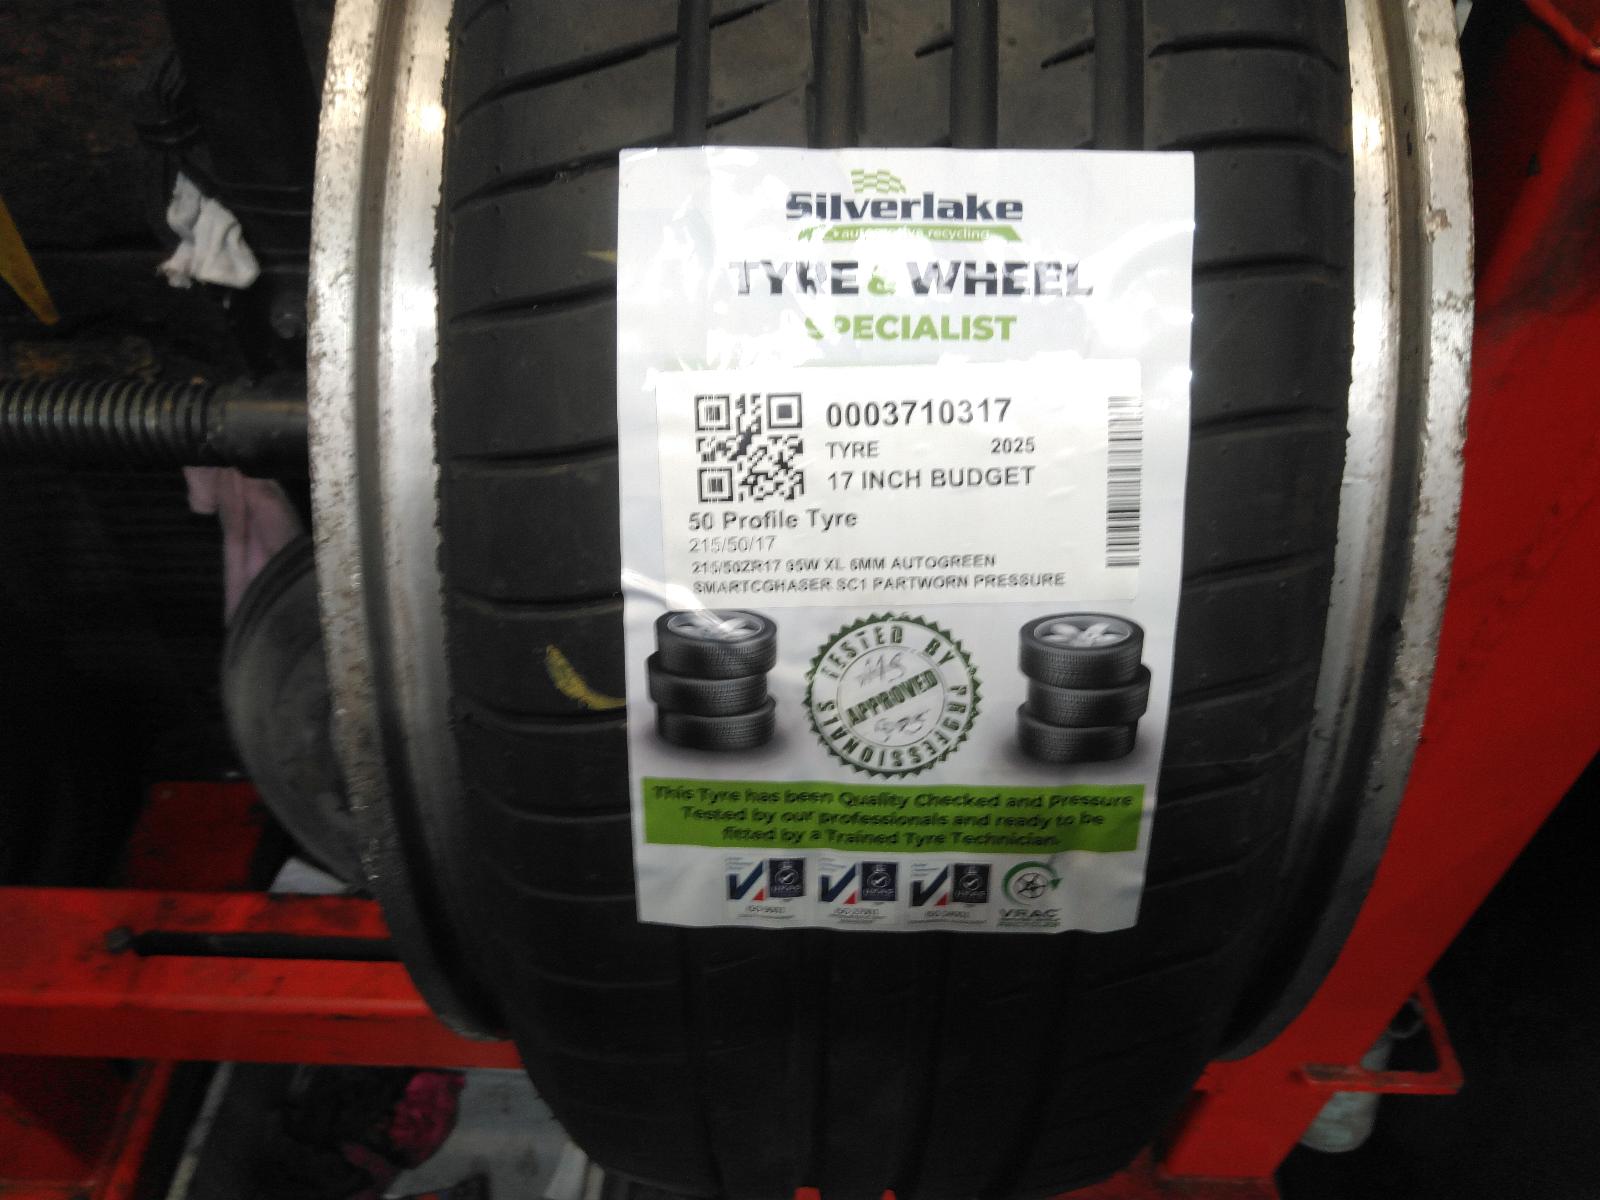 Silverlake
automotive recycling
TYRE & WHEEL
SPECIALIST
0003710317
TYRE 2025
17 INCH BUDGET
50 Profile Tyre
215/50/17
215/50ZR17 95W XL 6MM AUTOGREEN
SMARTCGHASER SC1 PARTWORN PRESSURE
TESTED BY PROFESSIONALS
APPROVED
This Tyre has been Quality Checked and Pressure
Tested by our professionals and ready to be
fitted by a Trained Tyre Technician.
VRAC